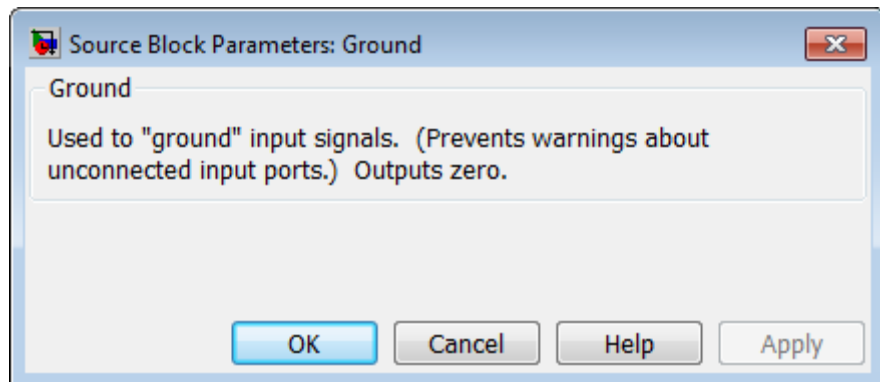 Source Block Parameters: Ground
Ground
Used to "ground" input signals.  (Prevents warnings about
unconnected input ports.)  Outputs zero.
OK
Cancel
Help
Apply